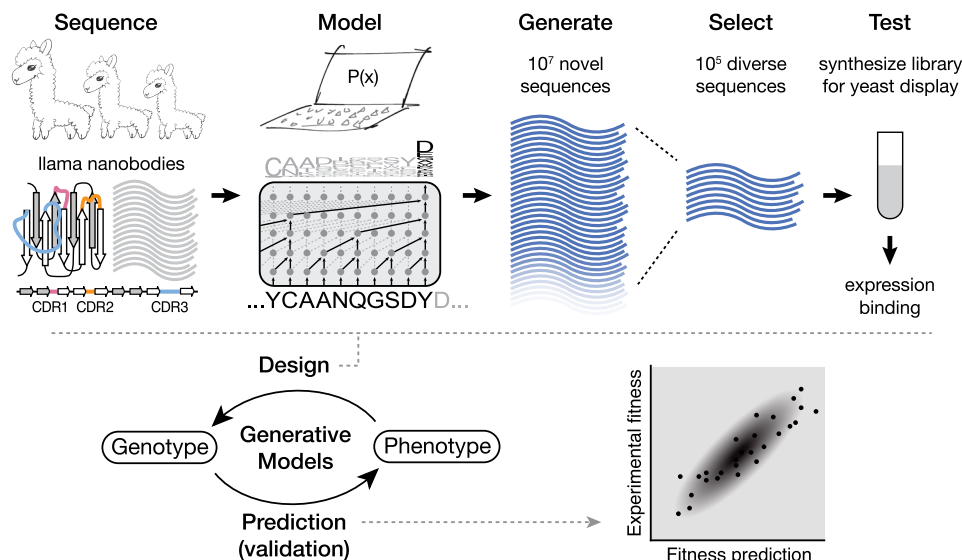 Sequence
Model
Generate
Select
Test
P(x)
10⁷ novel
sequences
10⁵ diverse
sequences
synthesize library
for yeast display
llama nanobodies
CDR1
CDR2
CDR3
...YCAANQGSDYD...
expression
binding
Design
Genotype
Generative
Models
Phenotype
Prediction
(validation)
Experimental fitness
Fitness prediction